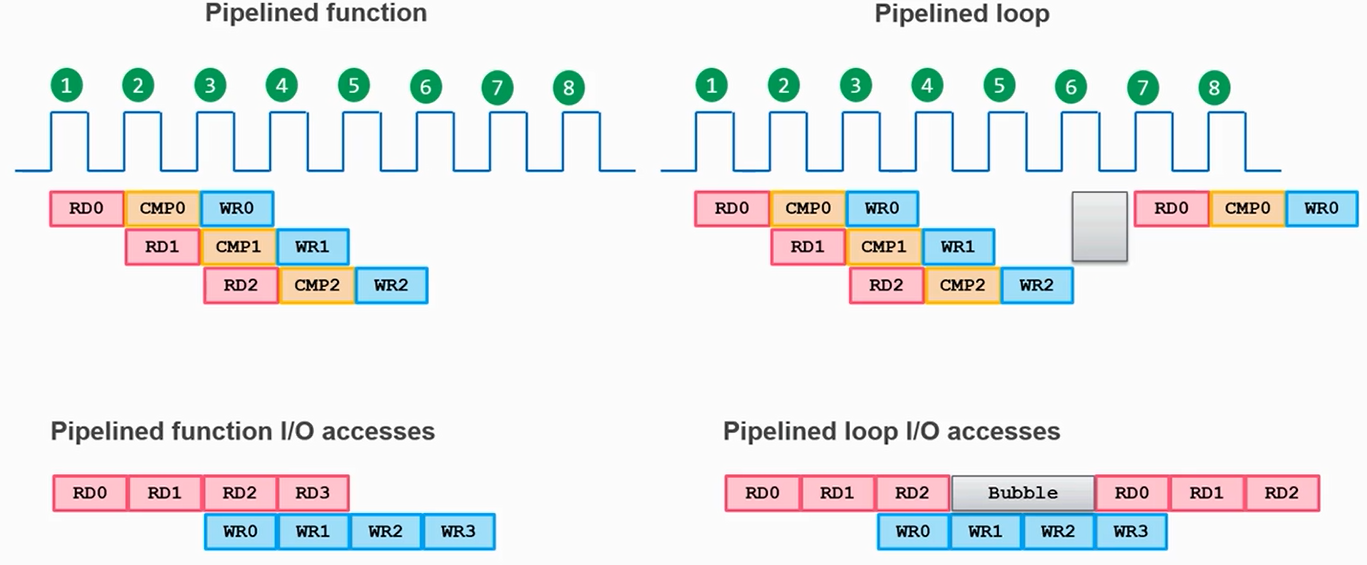 Pipelined function
Pipelined loop
1 2 3 4 5 6 7 8
1 2 3 4 5 6 7 8
RD0 CMP0 WR0
RD1 CMP1 WR1
RD2 CMP2 WR2
RD0 CMP0 WR0 RD0 CMP0 WR0
RD1 CMP1 WR1
RD2 CMP2 WR2
Pipelined function I/O accesses
RD0 RD1 RD2 RD3
WR0 WR1 WR2 WR3
Pipelined loop I/O accesses
RD0 RD1 RD2 Bubble RD0 RD1 RD2
WR0 WR1 WR2 WR3